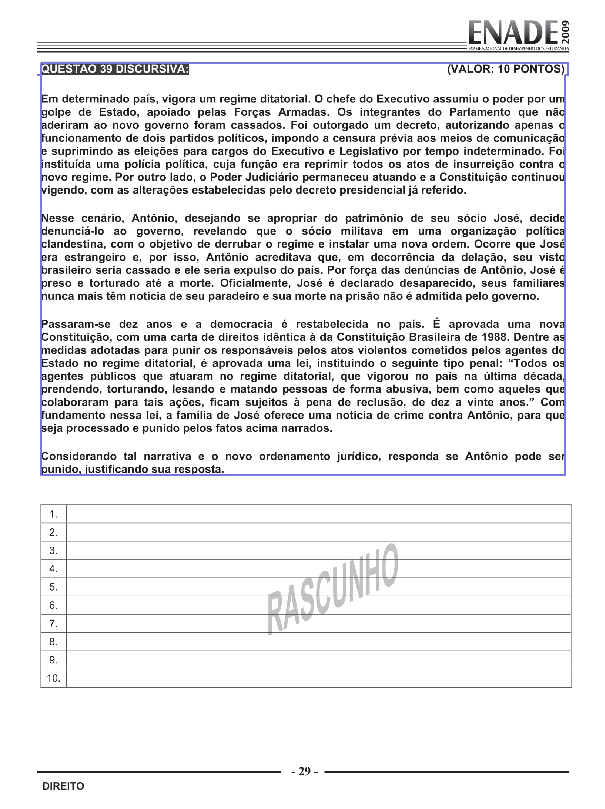 ENADE 2009
EXAME NACIONAL DE DESEMPENHO DOS ESTUDANTES
QUESTÃO 39 DISCURSIVA: (VALOR: 10 PONTOS)
Em determinado país, vigora um regime ditatorial. O chefe do Executivo assumiu o poder por um
golpe de Estado, apoiado pelas Forças Armadas. Os integrantes do Parlamento que não
aderiram ao novo governo foram cassados. Foi outorgado um decreto, autorizando apenas o
funcionamento de dois partidos políticos, impondo a censura prévia aos meios de comunicação
e suprimindo as eleições para cargos do Executivo e Legislativo por tempo indeterminado. Foi
instituída uma polícia política, cuja função era reprimir todos os atos de insurreição contra o
novo regime. Por outro lado, o Poder Judiciário permaneceu atuando e a Constituição continuou
vigendo, com as alterações estabelecidas pelo decreto presidencial já referido.
Nesse cenário, Antônio, desejando se apropriar do patrimônio de seu sócio José, decide
denunciá-lo ao governo, revelando que o sócio militava em uma organização política
clandestina, com o objetivo de derrubar o regime e instalar uma nova ordem. Ocorre que José
era estrangeiro e, por isso, Antônio acreditava que, em decorrência da delação, seu visto
brasileiro seria cassado e ele seria expulso do país. Por força das denúncias de Antônio, José é
preso e torturado até a morte. Oficialmente, José é declarado desaparecido, seus familiares
nunca mais têm notícia de seu paradeiro e sua morte na prisão não é admitida pelo governo.
Passaram-se dez anos e a democracia é restabelecida no país. É aprovada uma nova
Constituição, com uma carta de direitos idêntica à da Constituição Brasileira de 1988. Dentre as
medidas adotadas para punir os responsáveis pelos atos violentos cometidos pelos agentes do
Estado no regime ditatorial, é aprovada uma lei, instituindo o seguinte tipo penal: “Todos os
agentes públicos que atuaram no regime ditatorial, que vigorou no país na última década,
prendendo, torturando, lesando e matando pessoas de forma abusiva, bem como aqueles que
colaboraram para tais ações, ficam sujeitos à pena de reclusão, de dez a vinte anos.” Com
fundamento nessa lei, a família de José oferece uma notícia de crime contra Antônio, para que
seja processado e punido pelos fatos acima narrados.
Considerando tal narrativa e o novo ordenamento jurídico, responda se Antônio pode ser
punido, justificando sua resposta.
1.
2.
3.
4.
5.
6.
7.
8.
9.
10.
RASCUNHO
- 29 -
DIREITO